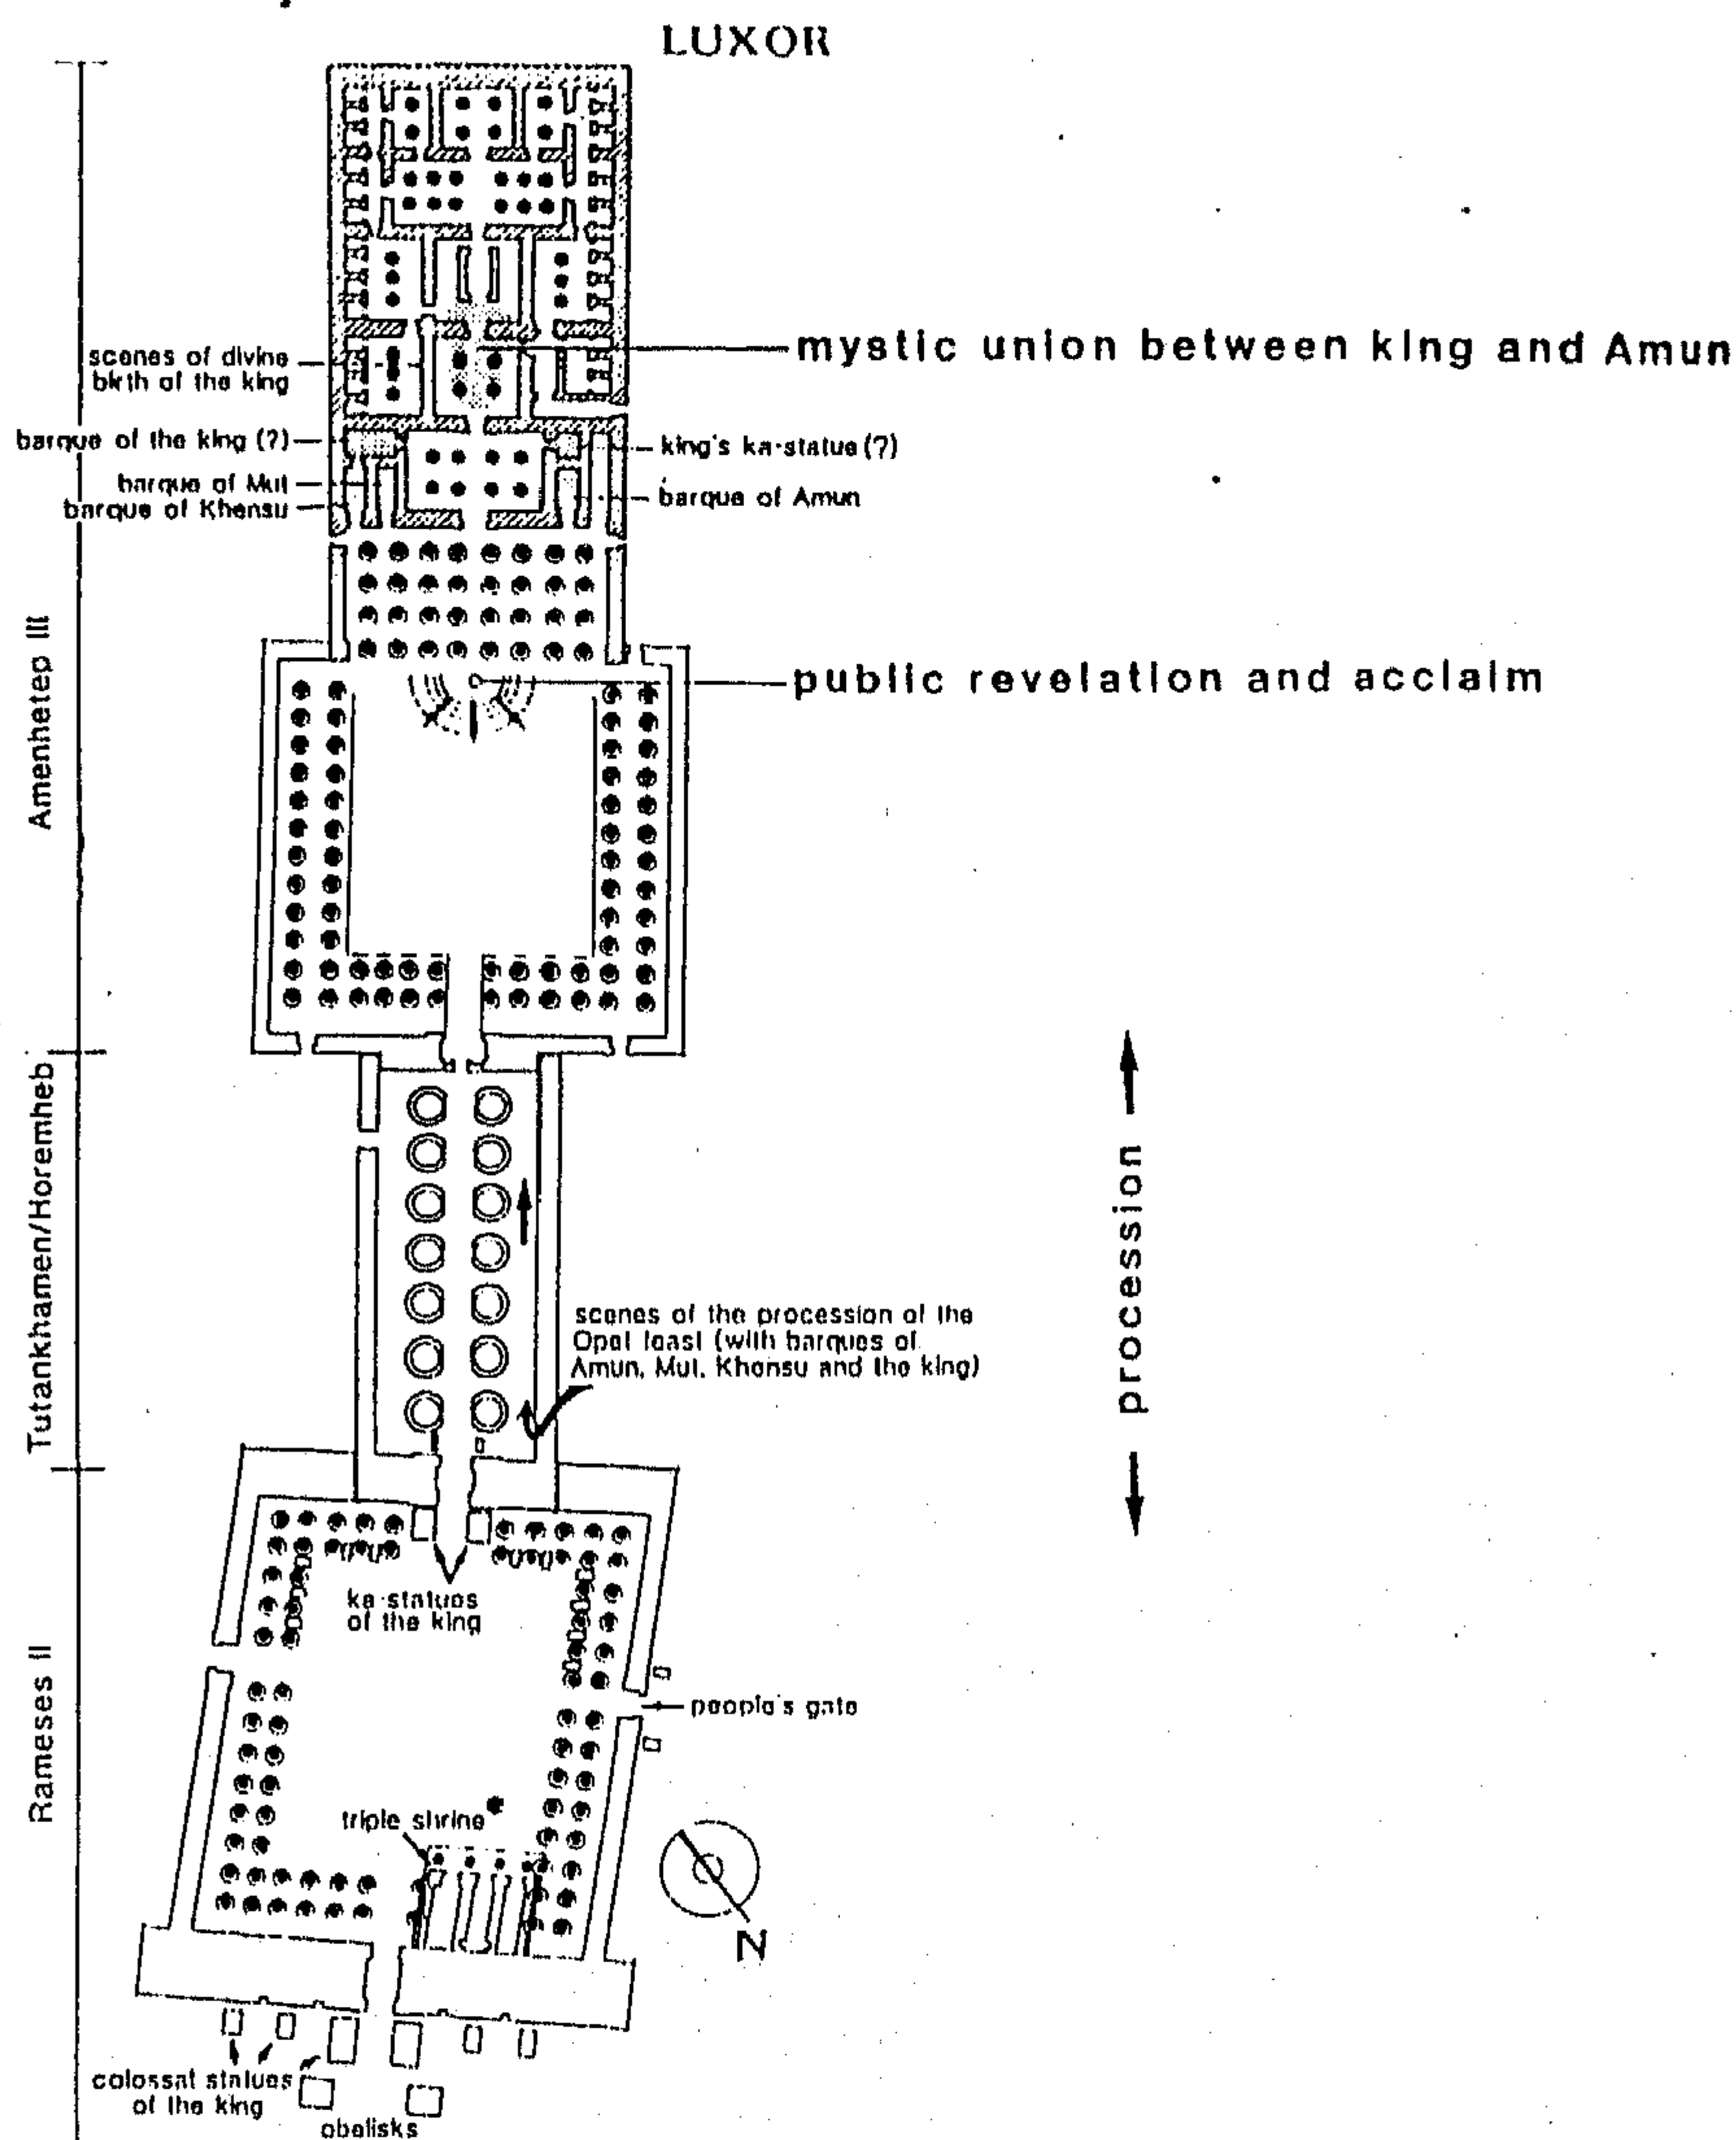 LUXOR
mystic union between king and Amun
scenes of divine
birth of the king
barque of the king (?)
king's ka-statue (?)
barque of Mut
barque of Khensu
barque of Amun
Amenhetep III
public revelation and acclaim
Tutankhamen/Horemheb
procession
scenes of the procession of the
Opet feast (with barques of
Amun, Mut, Khonsu and the king)
ka-statues
of the king
Rameses II
people's gate
triple shrine
N
colossal statues
of the king
obelisks